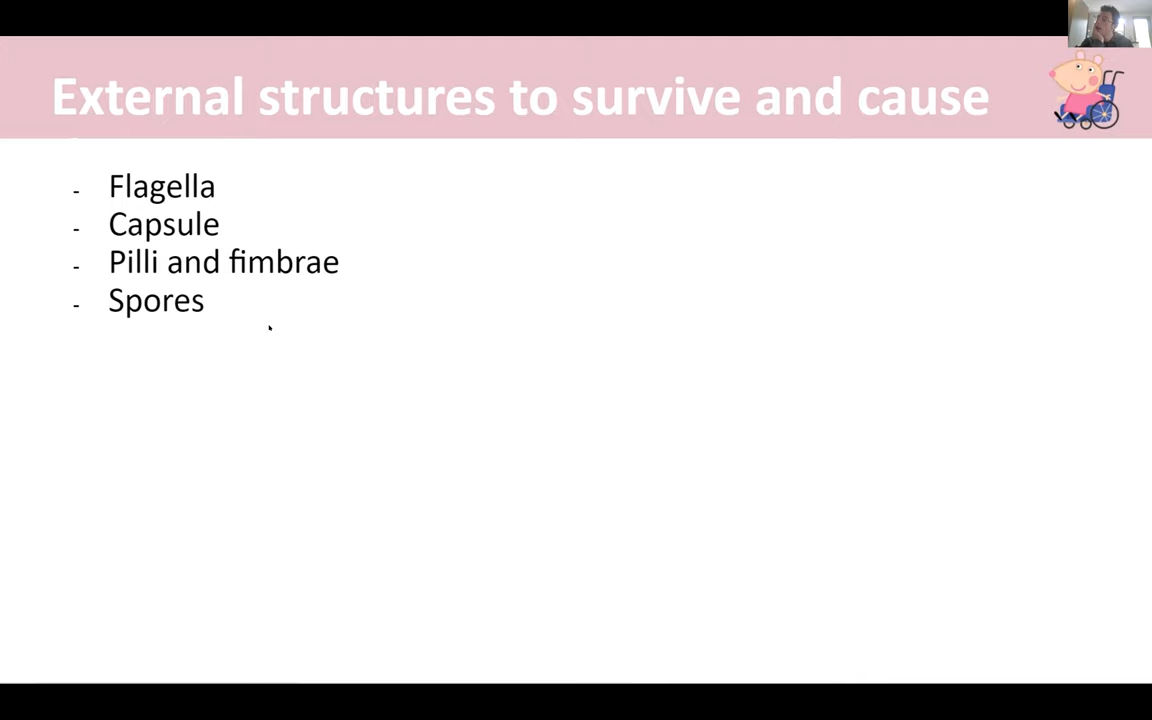 External structures to survive and cause
- Flagella
- Capsule
- Pilli and fimbrae
- Spores